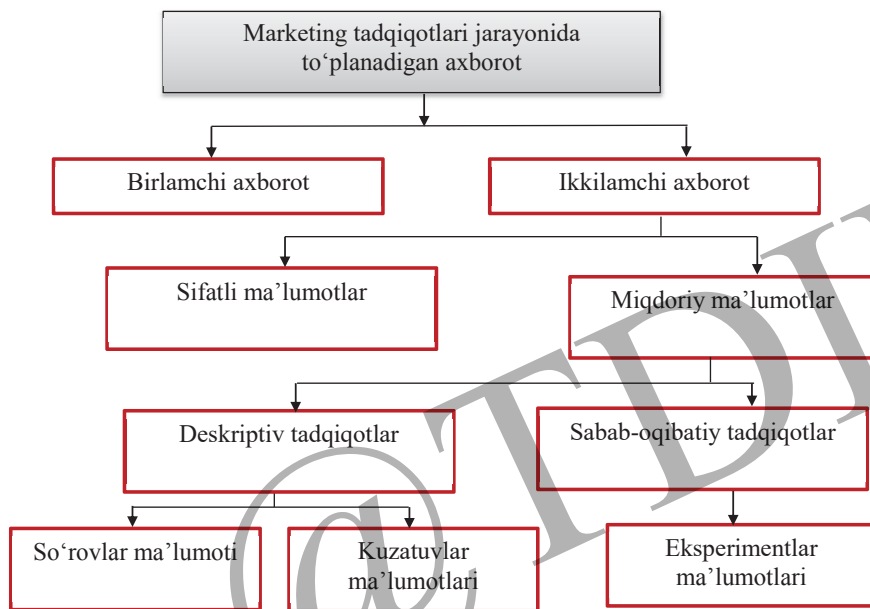 Marketing tadqiqotlari jarayonida
to‘planadigan axborot
Birlamchi axborot
Ikkilamchi axborot
Sifatli ma’lumotlar
Miqdoriy ma’lumotlar
Deskriptiv tadqiqotlar
Sabab-oqibatiy tadqiqotlar
So‘rovlar ma’lumoti
Kuzatuvlar
ma’lumotlari
Eksperimentlar
ma’lumotlari